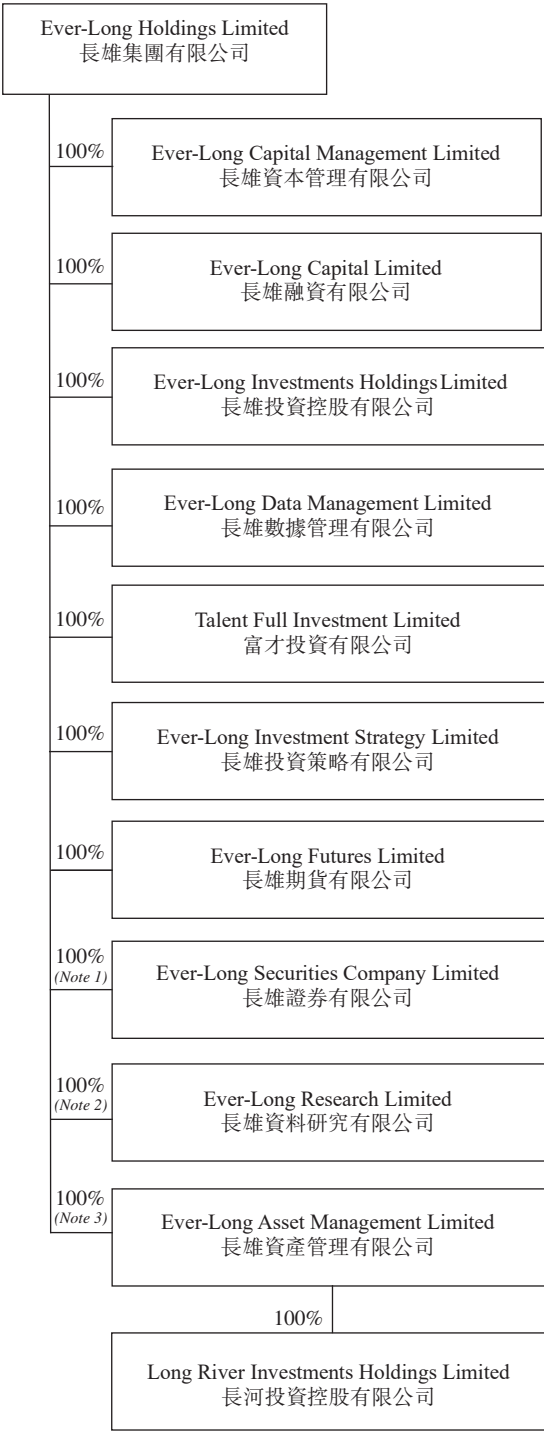 Ever-Long Holdings Limited
長雄集團有限公司
100%
Ever-Long Capital Management Limited
長雄資本管理有限公司
100%
Ever-Long Capital Limited
長雄融資有限公司
100%
Ever-Long Investments Holdings Limited
長雄投資控股有限公司
100%
Ever-Long Data Management Limited
長雄數據管理有限公司
100%
Talent Full Investment Limited
富才投資有限公司
100%
Ever-Long Investment Strategy Limited
長雄投資策略有限公司
100%
Ever-Long Futures Limited
長雄期貨有限公司
100%
(Note 1)
Ever-Long Securities Company Limited
長雄證券有限公司
100%
(Note 2)
Ever-Long Research Limited
長雄資料研究有限公司
100%
(Note 3)
Ever-Long Asset Management Limited
長雄資產管理有限公司
100%
Long River Investments Holdings Limited
長河投資控股有限公司